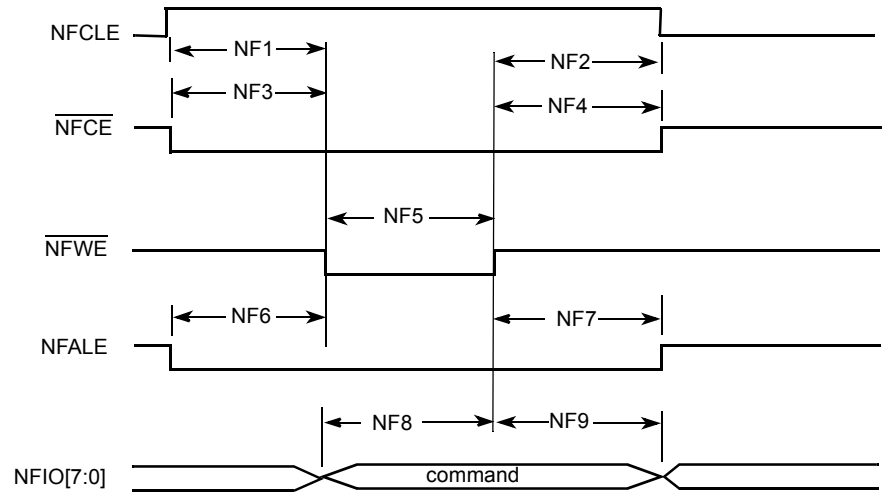 NFCLE
NF1
NF2
NF3
NF4
NFCE
NF5
NFWE
NF6
NF7
NFALE
NF8
NF9
NFIO[7:0]
command